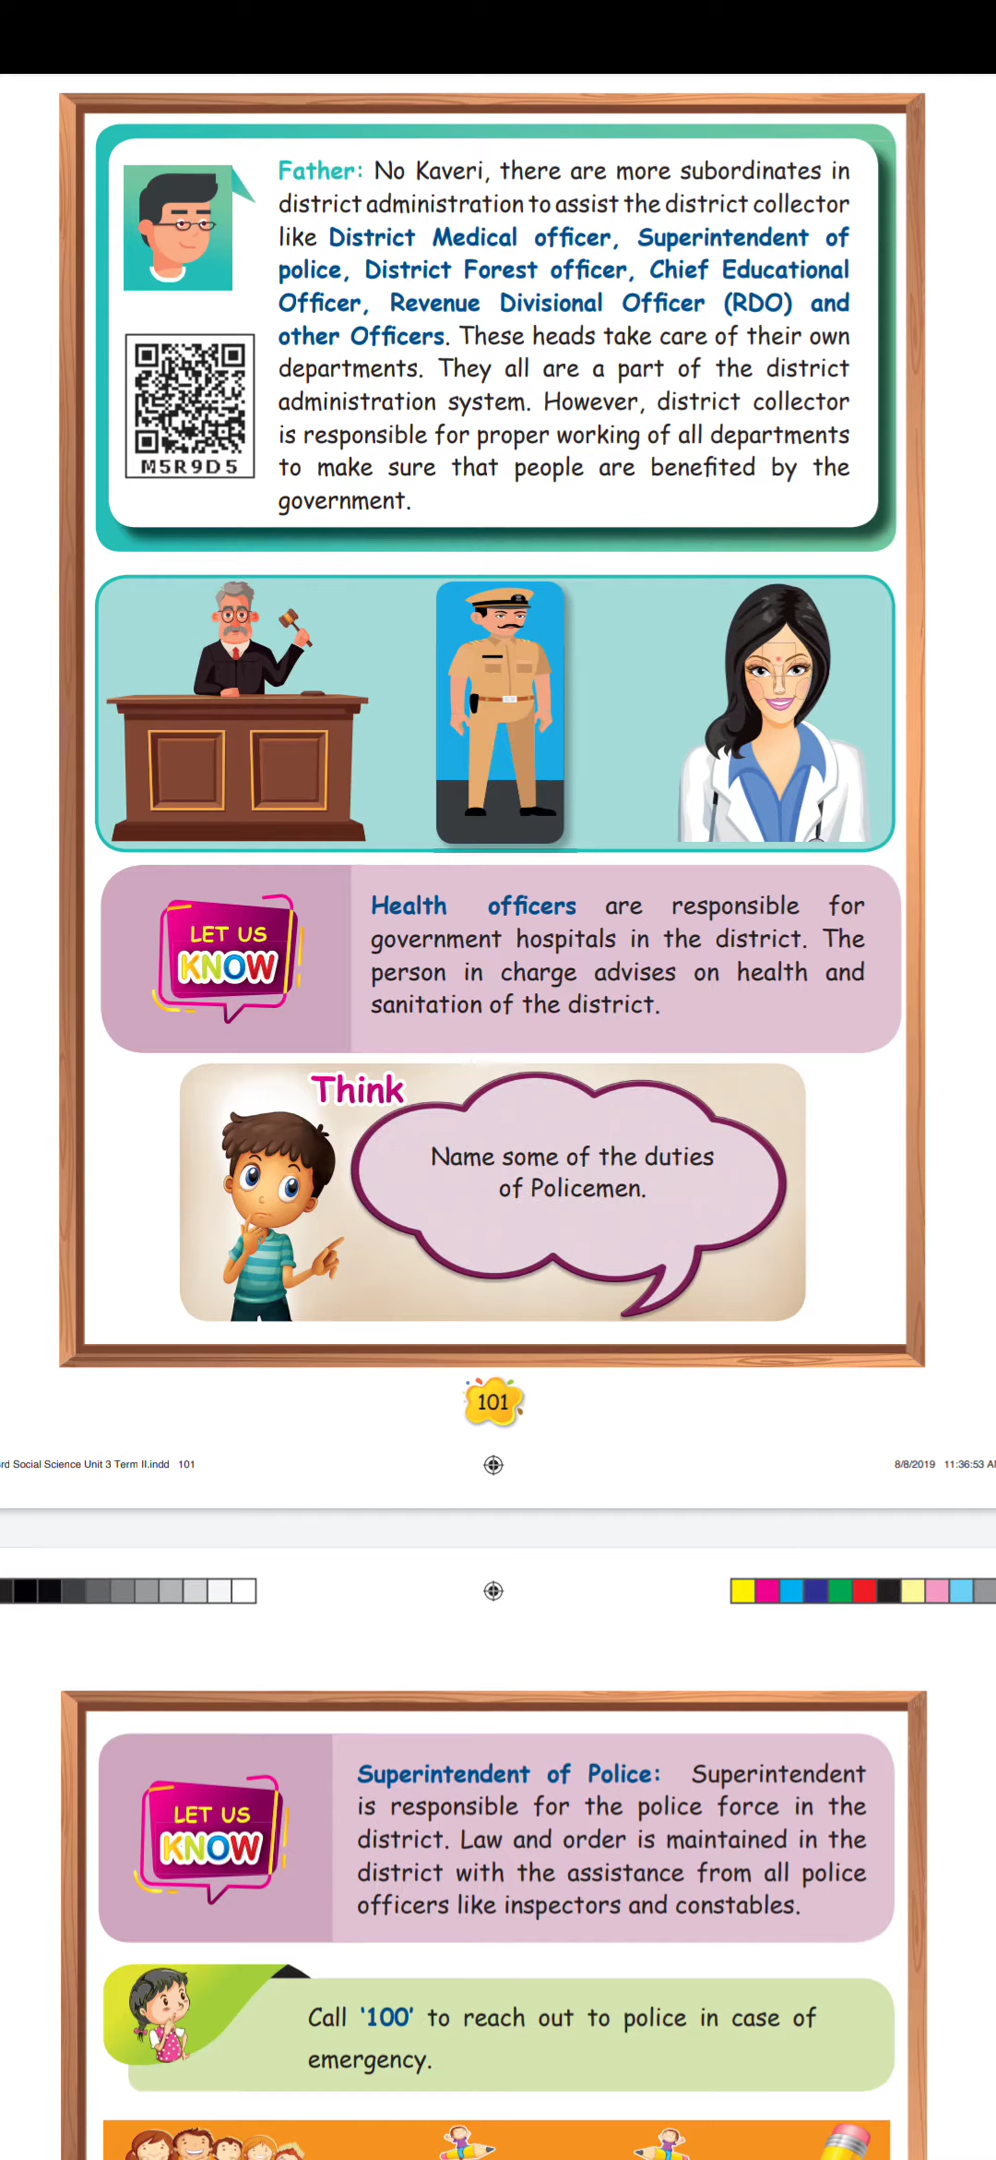 Father: No Kaveri, there are more subordinates in
district administration to assist the district collector
like District Medical officer, Superintendent of
police, District Forest officer, Chief Educational
Officer, Revenue Divisional Officer (RDO) and
other Officers. These heads take care of their own
departments. They all are a part of the district
administration system. However, district collector
is responsible for proper working of all departments
to make sure that people are benefited by the
government.
M5R9D5
LET US
KNOW
Health officers are responsible for
government hospitals in the district. The
person in charge advises on health and
sanitation of the district.
Think
Name some of the duties
of Policemen.
101
rd Social Science Unit 3 Term II.indd 101
8/8/2019 11:36:53 AM
LET US
KNOW
Superintendent of Police: Superintendent
is responsible for the police force in the
district. Law and order is maintained in the
district with the assistance from all police
officers like inspectors and constables.
Call ‘100’ to reach out to police in case of
emergency.